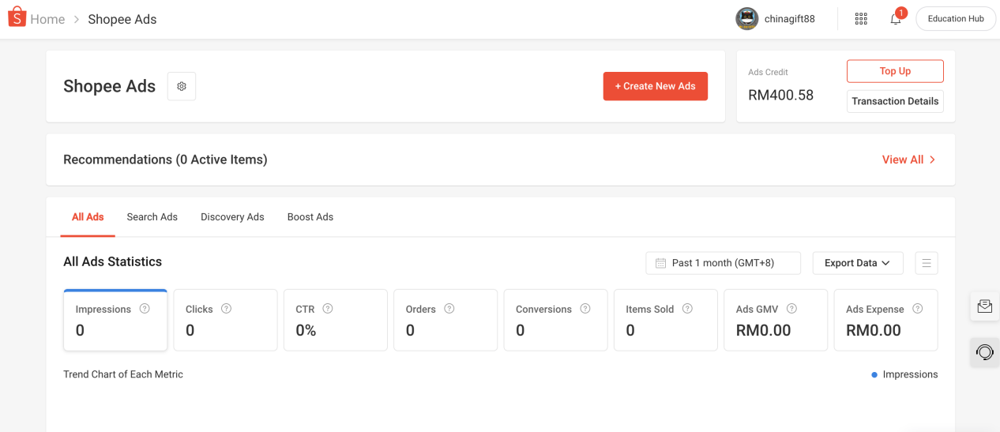 Home > Shopee Ads
chinagift88
1
Education Hub
Shopee Ads
+ Create New Ads
Ads Credit
RM400.58
Top Up
Transaction Details
Recommendations (0 Active Items)
View All >
All Ads
Search Ads
Discovery Ads
Boost Ads
All Ads Statistics
Past 1 month (GMT+8)
Export Data
Impressions ?
0
Clicks ?
0
CTR ?
0%
Orders ?
0
Conversions ?
0
Items Sold ?
0
Ads GMV ?
RM0.00
Ads Expense ?
RM0.00
Trend Chart of Each Metric
Impressions